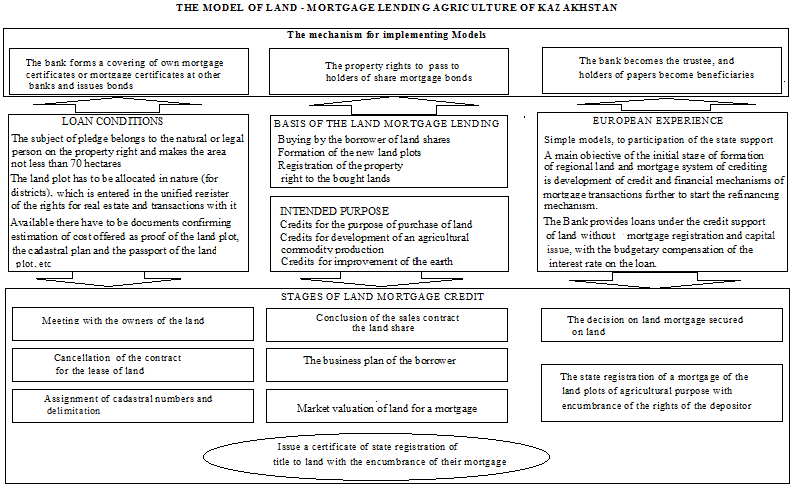 THE MODEL OF LAND - MORTGAGE LENDING AGRICULTURE OF KAZAKHSTAN
The mechanism for implementing Models
The bank forms a covering of own mortgage
certificates or mortgage certificates at other
banks and issues bonds
The property rights to pass to
holders of share mortgage bonds
The bank becomes the trustee, and
holders of papers become beneficiaries
LOAN CONDITIONS
The subject of pledge belongs to the natural or legal
person on the property right and makes the area
not less than 70 hectares
The land plot has to be allocated in nature (for
districts), which is entered in the unified register
of the rights for real estate and transactions with it
Available there have to be documents confirming
estimation of cost offered as proof of the land plot,
the cadastral plan and the passport of the land
plot, etc
BASIS OF THE LAND MORTGAGE LENDING
Buying by the borrower of land shares
Formation of the new land plots
Registration of the property
right to the bought lands
INTENDED PURPOSE
Credits for the purpose of purchase of land
Credits for development of an agricultural
commodity production
Credits for improvement of the earth
EUROPEAN EXPERIENCE
Simple models, to participation of the state support
A main objective of the initial stage of formation
of regional land and mortgage system of crediting
is development of credit and financial mechanisms of
mortgage transactions further to start the refinancing
mechanism.
The Bank provides loans under the credit support
of land without mortgage registration and capital
issue, with the budgetary compensation of the
interest rate on the loan.
STAGES OF LAND MORTGAGE CREDIT
Meeting with the owners of the land
Cancellation of the contract
for the lease of land
Assignment of cadastral numbers and
delimitation
Conclusion of the sales contract
the land share
The business plan of the borrower
Market valuation of land for a mortgage
The decision on land mortgage secured
on land
The state registration of a mortgage of the
land plots of agricultural purpose with
encumbrance of the rights of the depositor
Issue a certificate of state registration of
title to land with the encumbrance of their mortgage